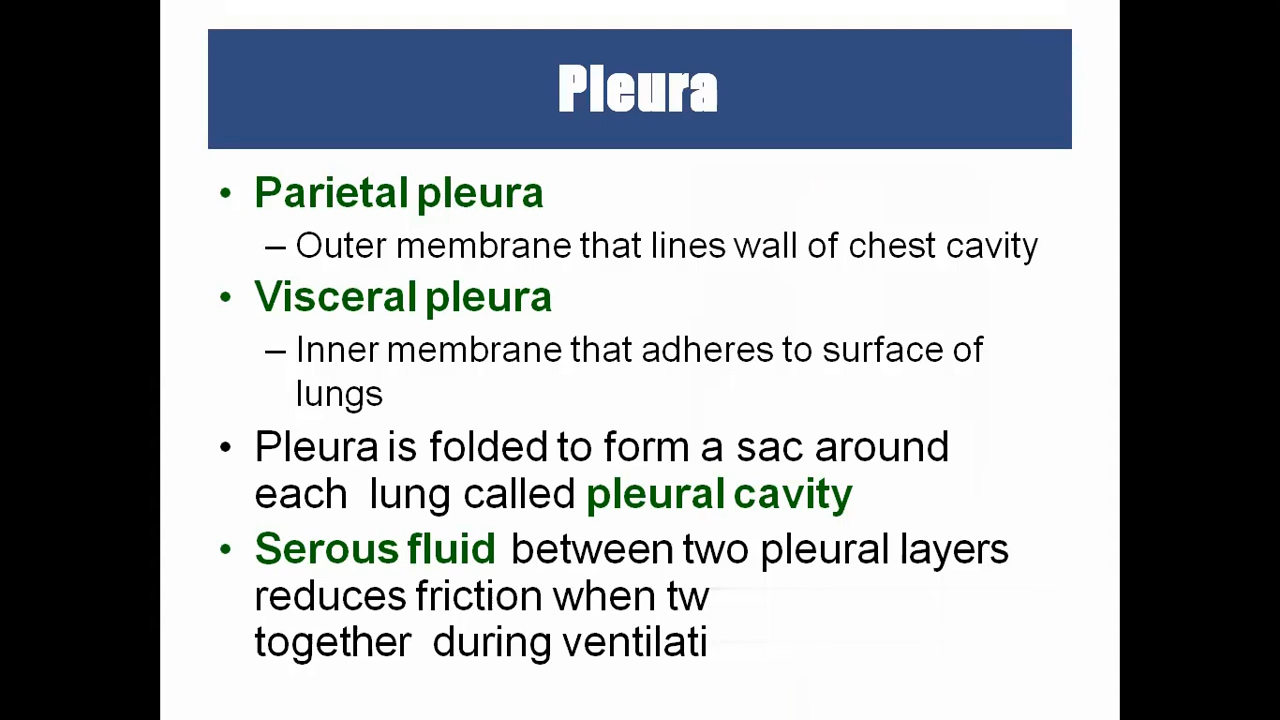 Pleura
• Parietal pleura
– Outer membrane that lines wall of chest cavity
• Visceral pleura
– Inner membrane that adheres to surface of
lungs
• Pleura is folded to form a sac around
each lung called pleural cavity
• Serous fluid between two pleural layers
reduces friction when tw
together during ventilati